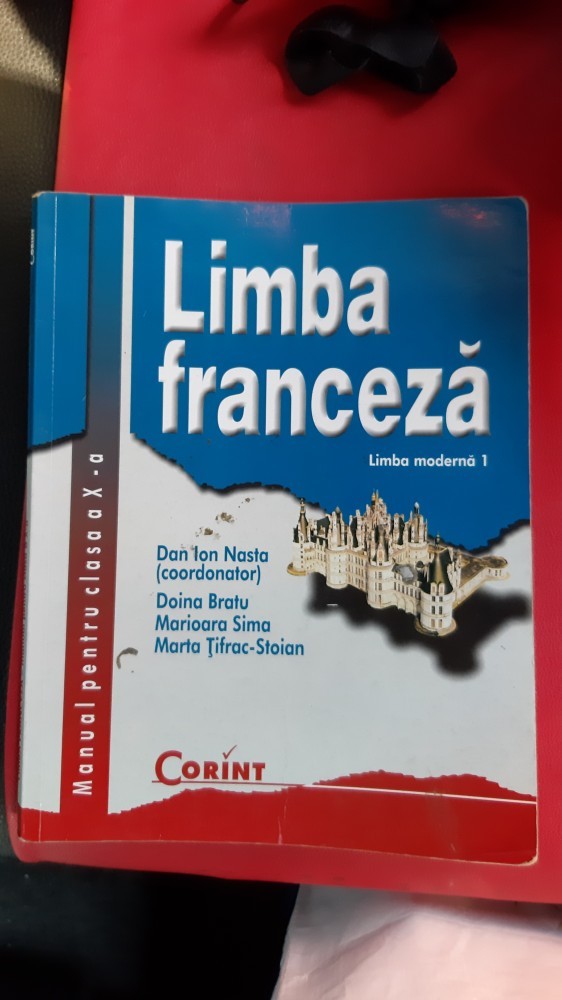 Corint
Limba
franceză
Limba modernă 1
Manual pentru clasa a X-a
Dan Ion Nasta
(coordonator)
Doina Bratu
Marioara Sima
Marta Ţifrac-Stoian
CORINT